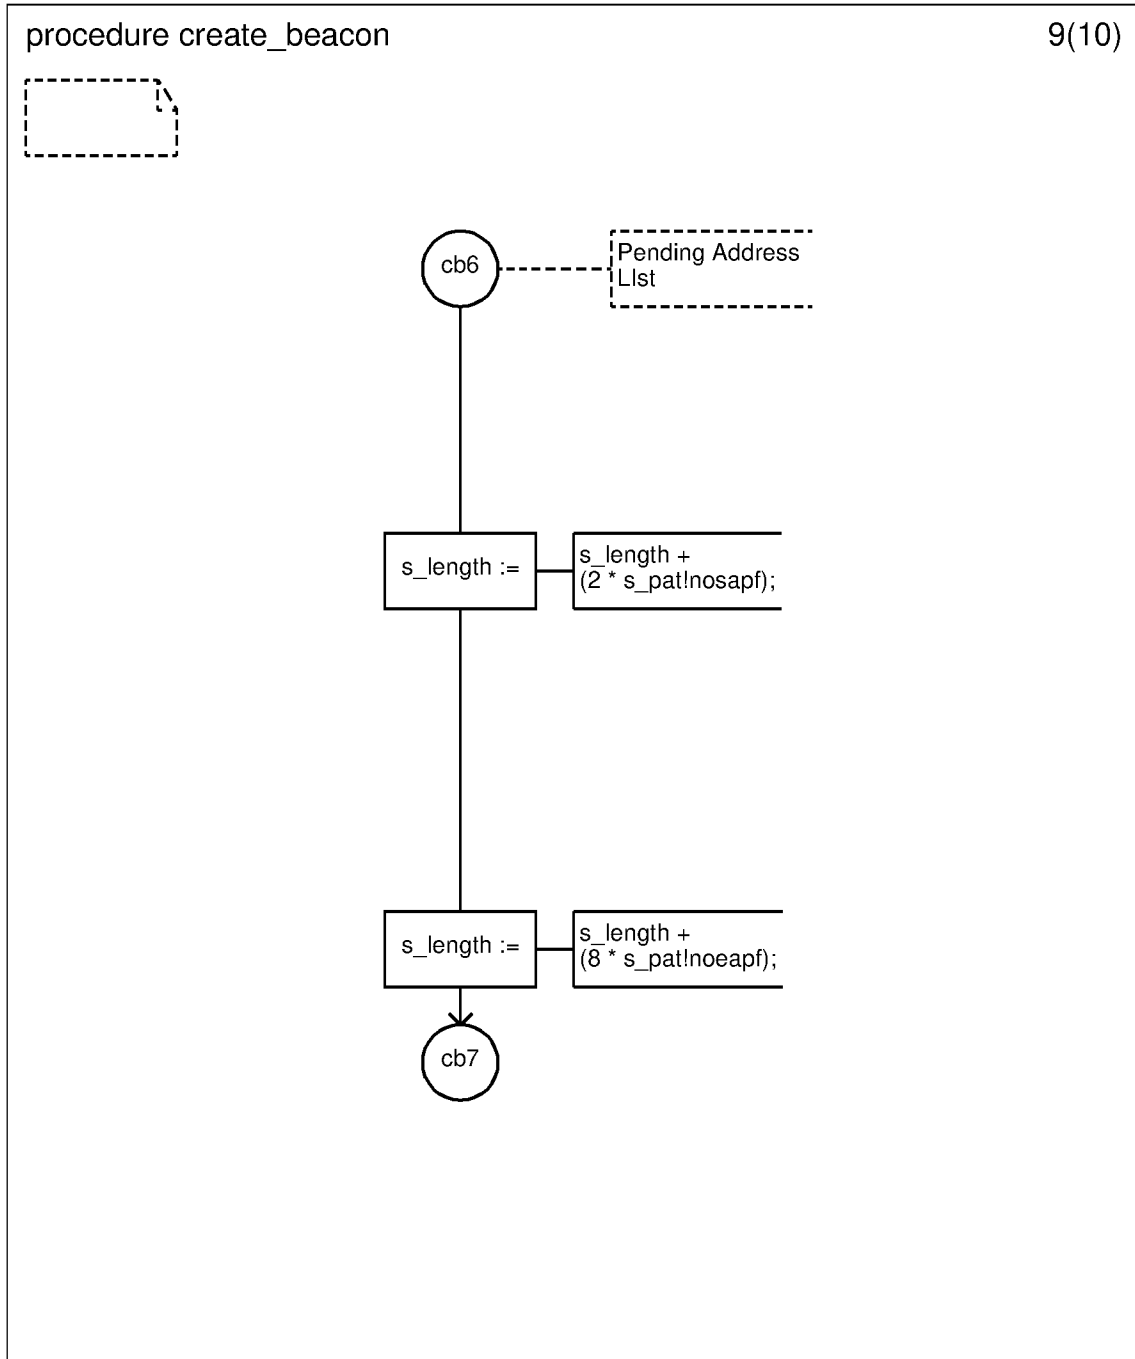 procedure create_beacon
9(10)
cb6
Pending Address
LIst
s_length :=
s_length +
(2 * s_pat!nosapf);
s_length :=
s_length +
(8 * s_pat!noeapf);
cb7